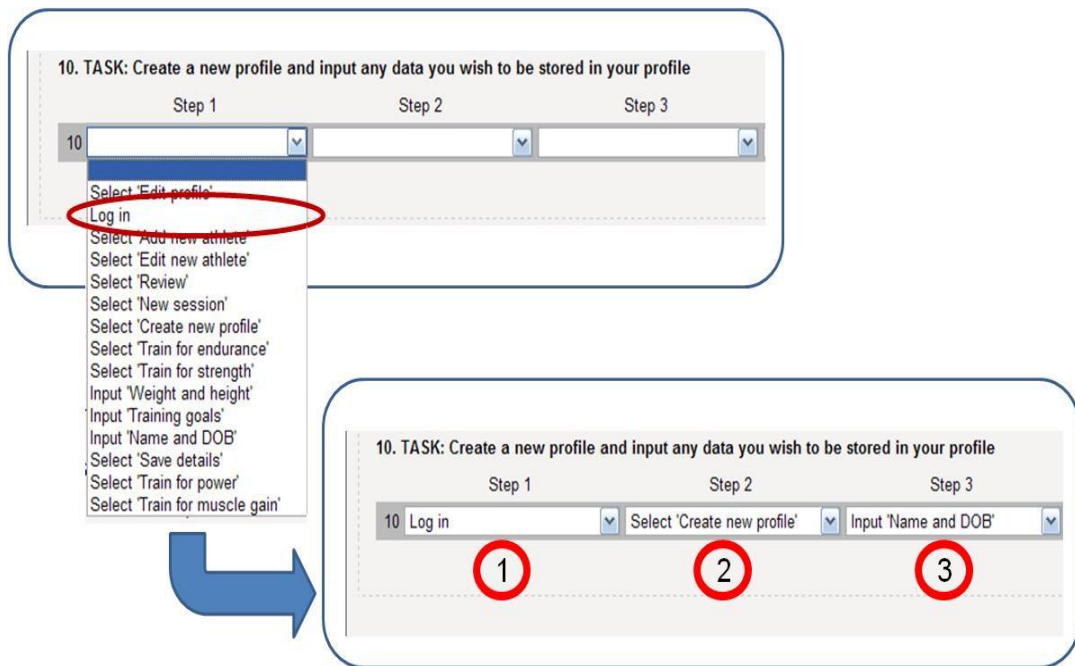 10. TASK: Create a new profile and input any data you wish to be stored in your profile
Step 1 Step 2 Step 3
10
Select 'Edit profile'
Log in
Select 'Add new athlete'
Select 'Edit new athlete'
Select 'Review'
Select 'New session'
Select 'Create new profile'
Select 'Train for endurance'
Select 'Train for strength'
Input 'Weight and height'
Input 'Training goals'
Input 'Name and DOB'
Select 'Save details'
Select 'Train for power'
Select 'Train for muscle gain'
10. TASK: Create a new profile and input any data you wish to be stored in your profile
Step 1 Step 2 Step 3
10 Log in Select 'Create new profile' Input 'Name and DOB'
1 2 3